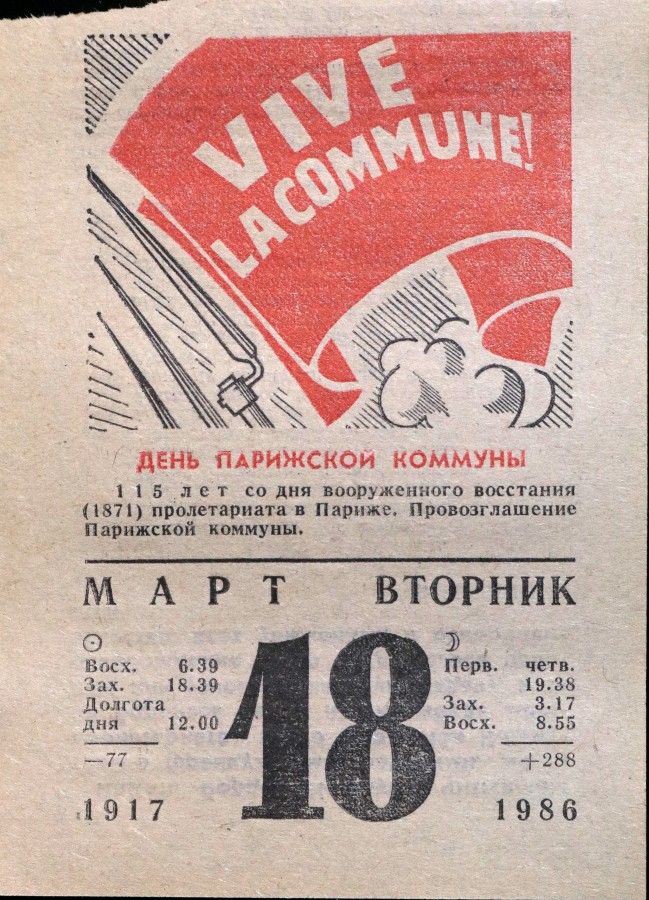 VIVE
LA COMMUNE!
ДЕНЬ ПАРИЖСКОЙ КОММУНЫ
115 лет со дня вооруженного восстания
(1871) пролетариата в Париже. Провозглашение
Парижской коммуны.
МАРТ ВТОРНИК
18
Восх. 6.39
Зах. 18.39
Долгота
дня 12.00
—77
1917
Перв. четв.
19.38
Зах. 3.17
Восх. 8.55
+288
1986